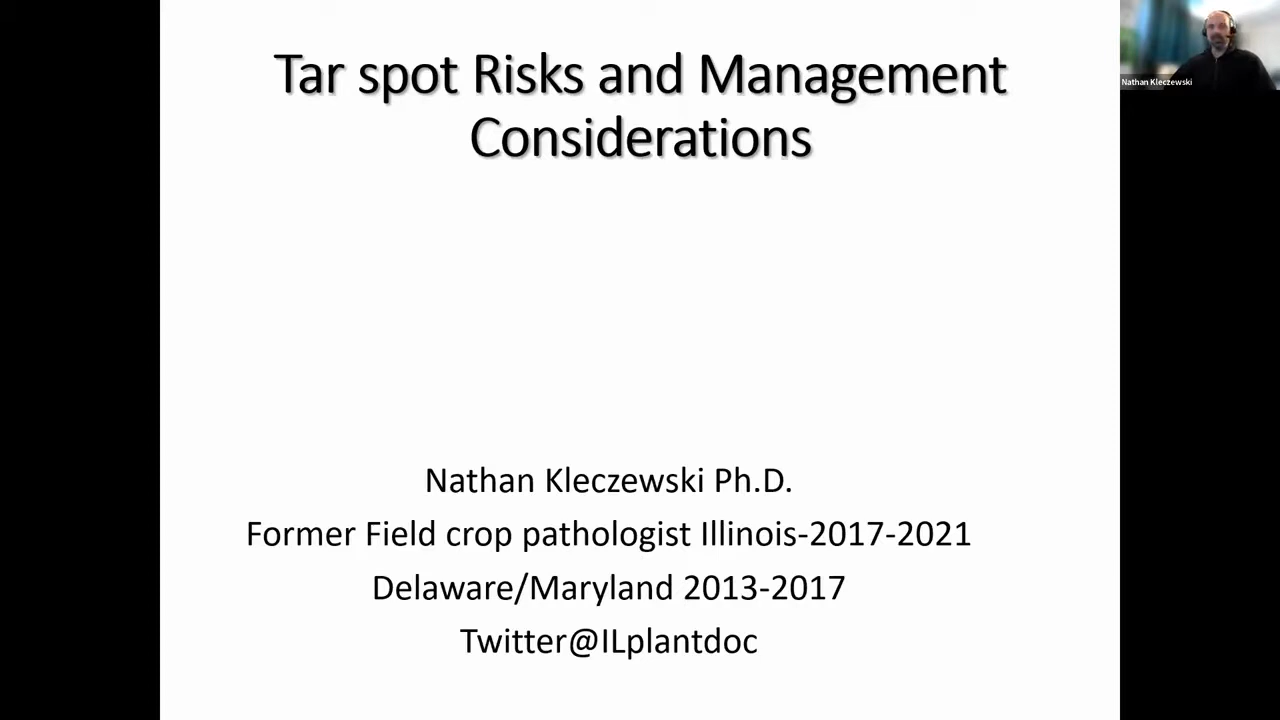 Tar spot Risks and Management
Considerations
Nathan Kleczewski
Nathan Kleczewski Ph.D.
Former Field crop pathologist Illinois-2017-2021
Delaware/Maryland 2013-2017
Twitter@ILplantdoc